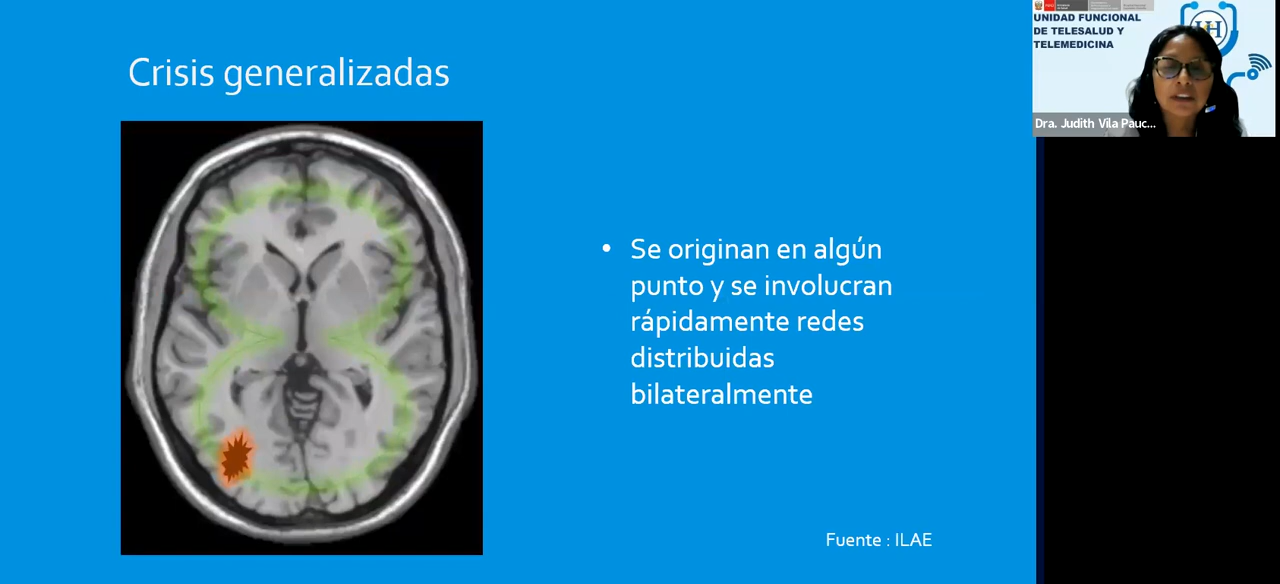 Crisis generalizadas
• Se originan en algún
punto y se involucran
rápidamente redes
distribuidas
bilateralmente
Fuente : ILAE
UNIDAD FUNCIONAL
DE TELESALUD Y
TELEMEDICINA
Dra. Judith Vila Pauc...